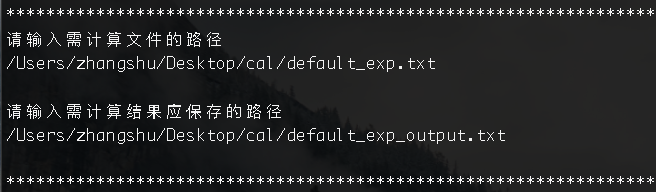 ******************************************************
请输入需计算文件的路径
/Users/zhangshu/Desktop/cal/default_exp.txt
请输入需计算结果应保存的路径
/Users/zhangshu/Desktop/cal/default_exp_output.txt
******************************************************